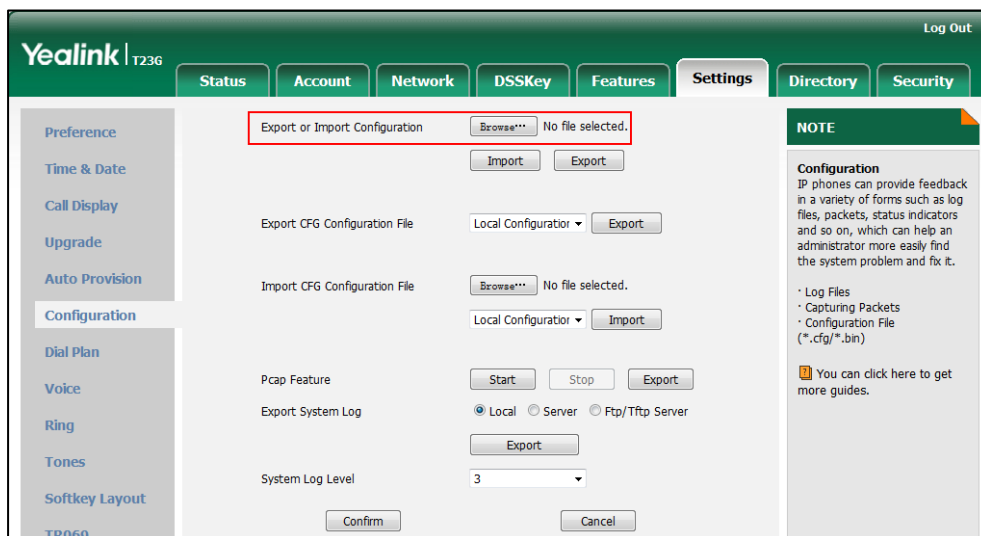 Log Out
Yealink | T23G
Status Account Network DSSKey Features Settings Directory Security
Preference
Time & Date
Call Display
Upgrade
Auto Provision
Configuration
Dial Plan
Voice
Ring
Tones
Softkey Layout
TR069
Export or Import Configuration Browse··· No file selected.
Import Export
Export CFG Configuration File Local Configuration Export
Import CFG Configuration File Browse··· No file selected.
Local Configuration Import
Pcap Feature Start Stop Export
Export System Log Local Server Ftp/Tftp Server
Export
System Log Level 3
Confirm Cancel
NOTE
Configuration
IP phones can provide feedback
in a variety of forms such as log
files, packets, status indicators
and so on, which can help an
administrator more easily find
the system problem and fix it.
· Log Files
· Capturing Packets
· Configuration File
(*.cfg/*.bin)
You can click here to get
more guides.